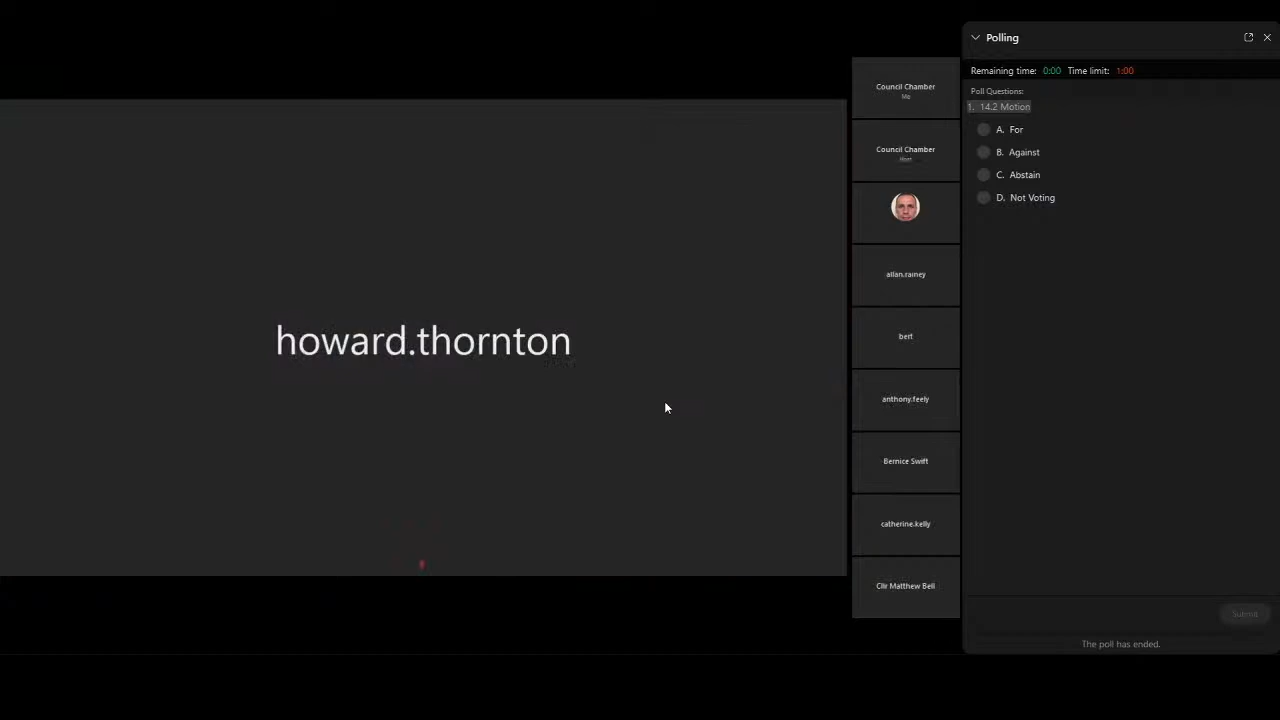 Polling
Remaining time: 0:00 Time limit: 1:00
Poll Questions:
1. 14.2 Motion
A. For
B. Against
C. Abstain
D. Not Voting
Submit
The poll has ended.
howard.thornton
Council Chamber
Me
Council Chamber
Host
allan.rainey
bert
anthony.feely
Bernice Swift
catherine.kelly
Cllr Matthew Bell